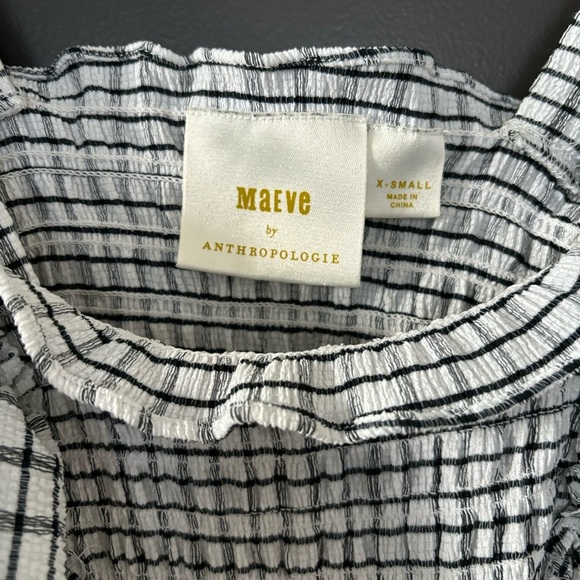 MAEVE
by
ANTHROPOLOGIE
X-SMALL
MADE IN
CHINA